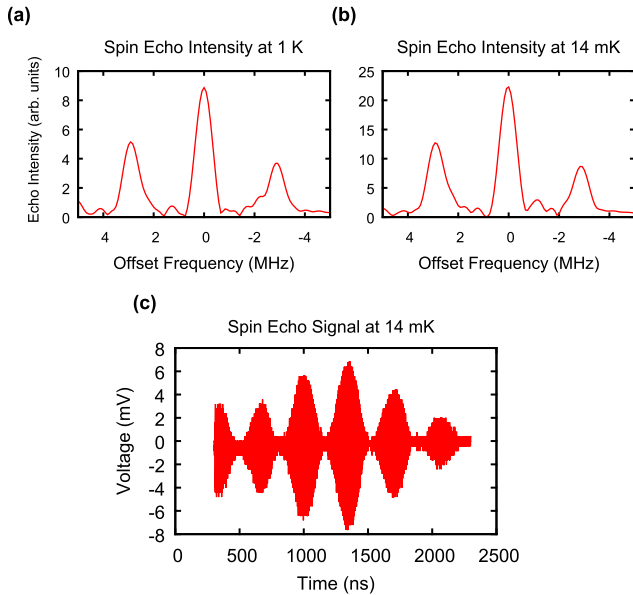 (a)
Spin Echo Intensity at 1 K
Echo Intensity (arb. units)
10
8
6
4
2
0
4 2 0 -2 -4
Offset Frequency (MHz)
(b)
Spin Echo Intensity at 14 mK
25
20
15
10
5
0
4 2 0 -2 -4
Offset Frequency (MHz)
(c)
Spin Echo Signal at 14 mK
Voltage (mV)
8
6
4
2
0
-2
-4
-6
-8
0 500 1000 1500 2000 2500
Time (ns)